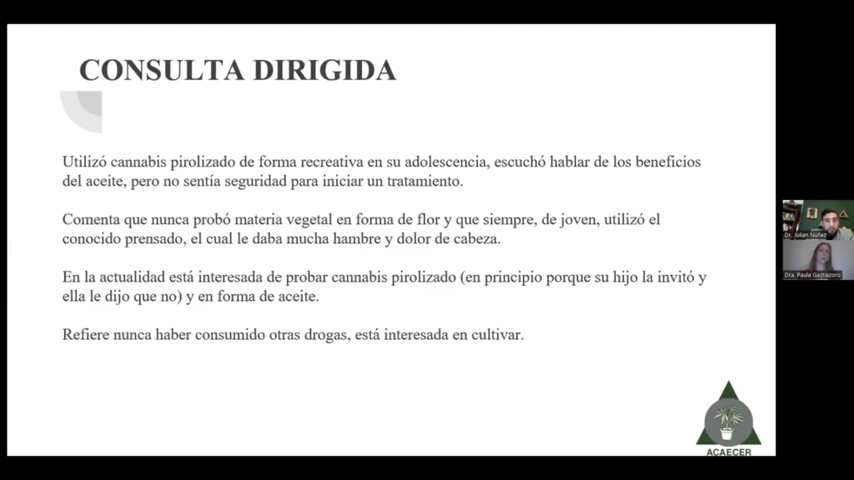 CONSULTA DIRIGIDA
Utilizó cannabis pirolizado de forma recreativa en su adolescencia, escuchó hablar de los beneficios
del aceite, pero no sentía seguridad para iniciar un tratamiento.
Comenta que nunca probó materia vegetal en forma de flor y que siempre, de joven, utilizó el
conocido prensado, el cual le daba mucha hambre y dolor de cabeza.
En la actualidad está interesada de probar cannabis pirolizado (en principio porque su hijo la invitó y
ella le dijo que no) y en forma de aceite.
Refiere nunca haber consumido otras drogas, está interesada en cultivar.
Dr. Julian Nuñez
Dra. Paula Gastiazoro
ACAECER